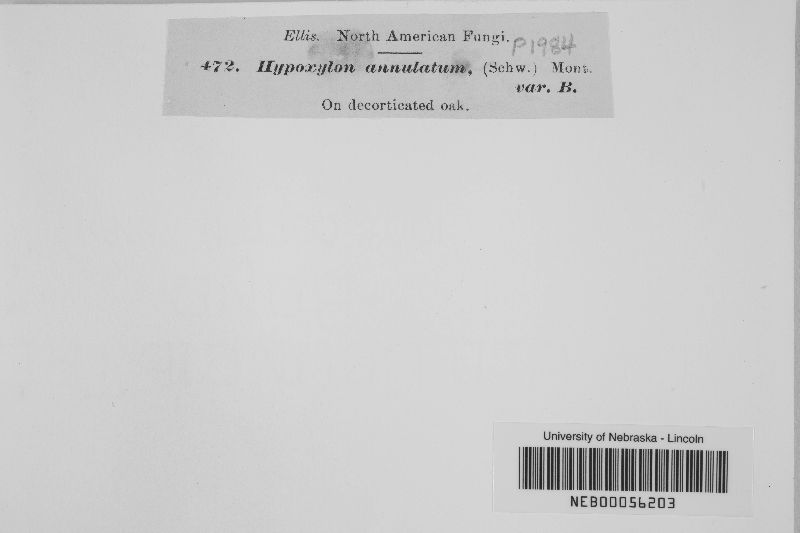 Ellis. North American Fungi. P1984
472. Hypoxylon annulatum, (Schw.) Mont.
var. B.
On decorticated oak.
University of Nebraska - Lincoln
NEB00056203